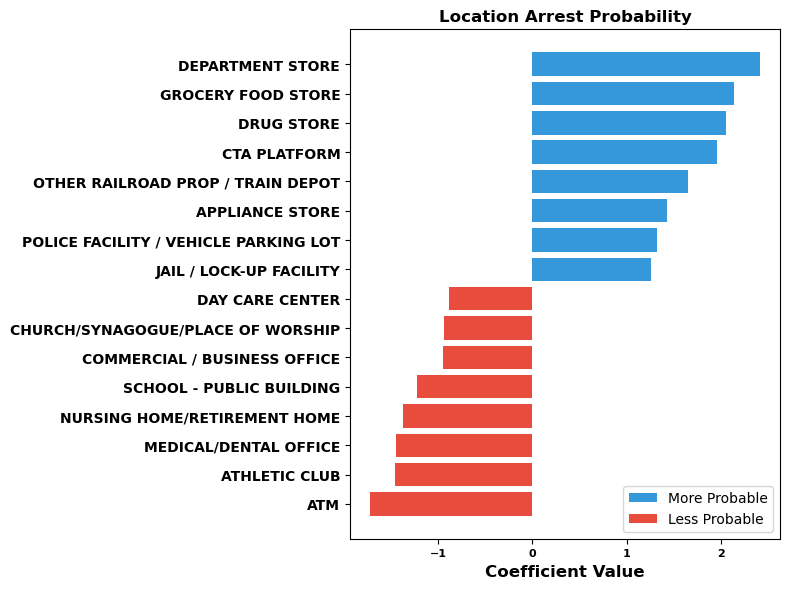 Location Arrest Probability
DEPARTMENT STORE
GROCERY FOOD STORE
DRUG STORE
CTA PLATFORM
OTHER RAILROAD PROP / TRAIN DEPOT
APPLIANCE STORE
POLICE FACILITY / VEHICLE PARKING LOT
JAIL / LOCK-UP FACILITY
DAY CARE CENTER
CHURCH/SYNAGOGUE/PLACE OF WORSHIP
COMMERCIAL / BUSINESS OFFICE
SCHOOL - PUBLIC BUILDING
NURSING HOME/RETIREMENT HOME
MEDICAL/DENTAL OFFICE
ATHLETIC CLUB
ATM
More Probable
Less Probable
−1 0 1 2
Coefficient Value